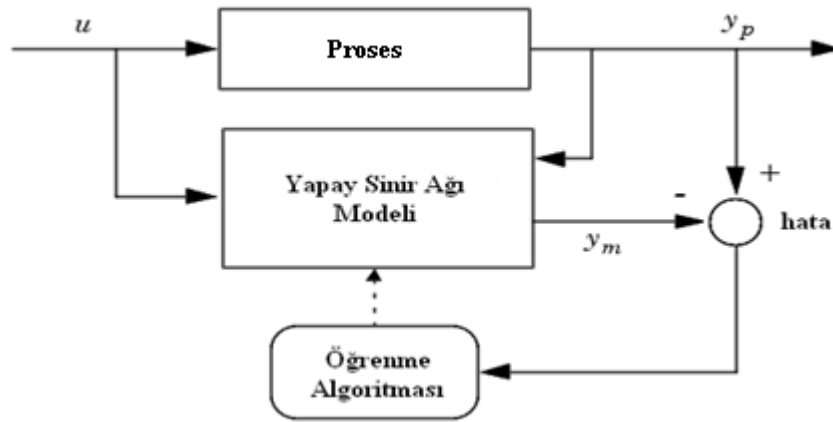 u
Proses
y_p
Yapay Sinir Ağı
Modeli
+
-
y_m
hata
Öğrenme
Algoritması